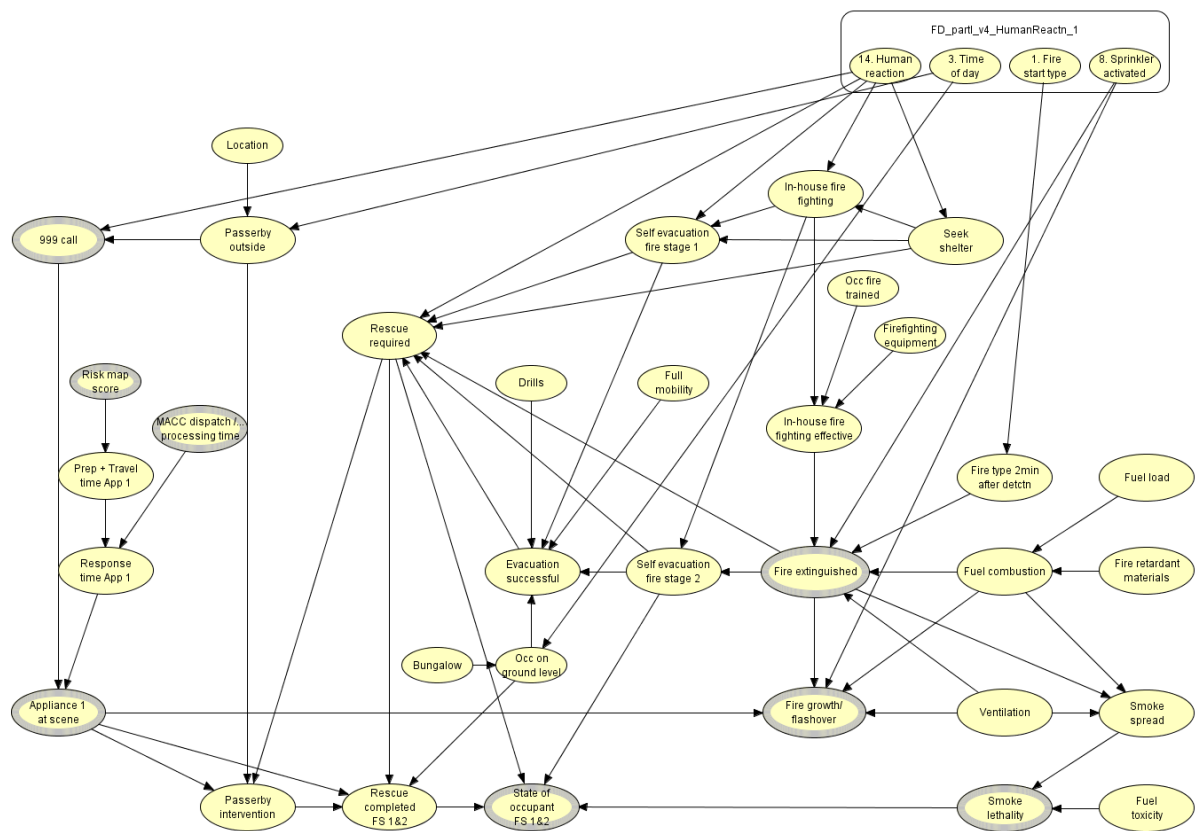 FD_partI_v4_HumanReactn_1
14. Human
reaction
3. Time
of day
1. Fire
start type
8. Sprinkler
activated
Location
In-house fire
fighting
999 call
Passerby
outside
Self evacuation
fire stage 1
Seek
shelter
Occ fire
trained
Rescue
required
Firefighting
equipment
Risk map
score
Drills
Full
mobility
MACC dispatch /...
processing time
In-house fire
fighting effective
Prep + Travel
time App 1
Fire type 2min
after detctn
Fuel load
Response
time App 1
Evacuation
successful
Self evacuation
fire stage 2
Fire extinguished
Fuel combustion
Fire retardant
materials
Bungalow
Occ on
ground level
Appliance 1
at scene
Fire growth/
flashover
Ventilation
Smoke
spread
Passerby
intervention
Rescue
completed
FS 1&2
State of
occupant
FS 1&2
Smoke
lethality
Fuel
toxicity